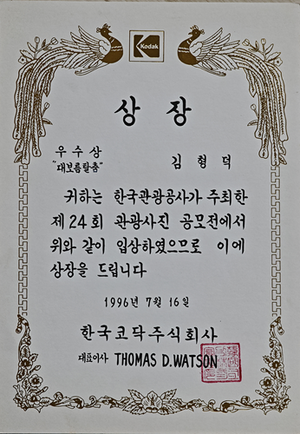 Kodak
상장
우수상
"대보름탈춤"
김형덕
귀하는 한국관광공사가 주최한
제24회 관광사진 공모전에서
위와 같이 입상하였으므로 이에
상장을 드립니다
1996년 7월 16일
한국코닥주식회사
대표이사 THOMAS D. WATSON